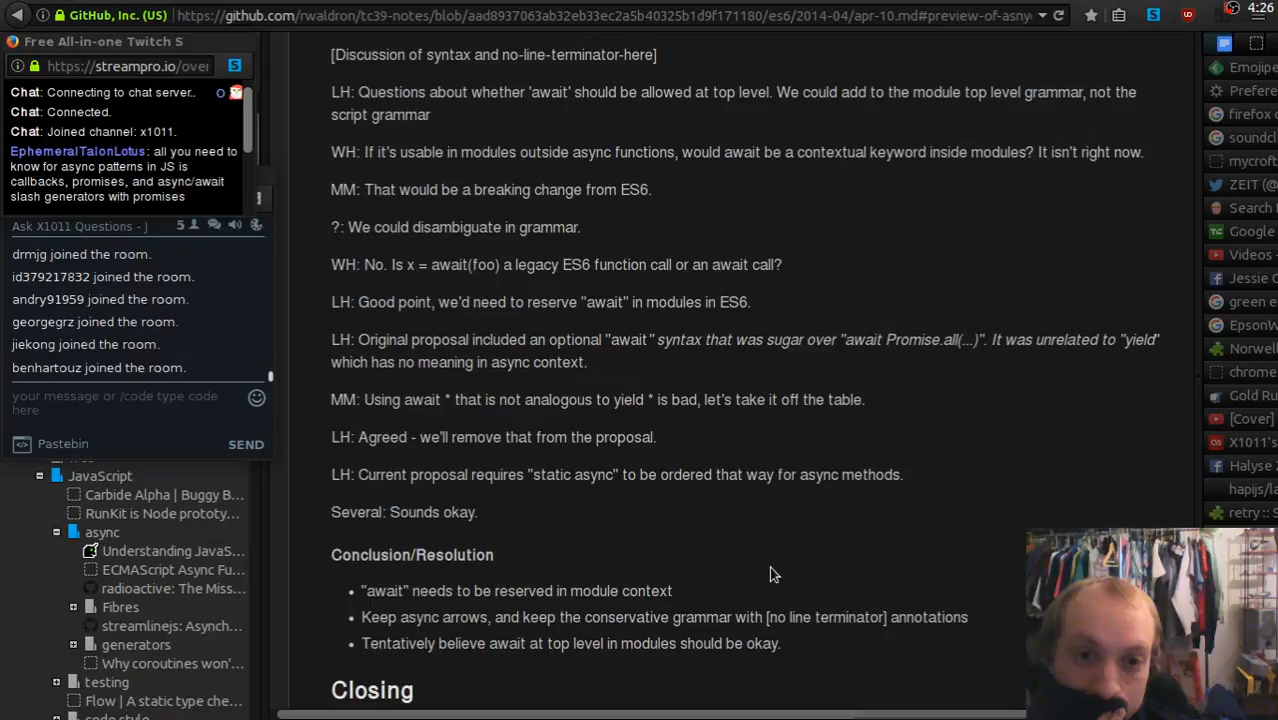 GitHub, Inc. (US)
https://github.com/rwaldron/tc39-notes/blob/aad8937063ab32eb33ec2a5b40325b1d9f171180/es6/2014-04/apr-10.md#preview-of-asny
4:26
Free All-in-one Twitch S
https://streampro.io/over
Chat: Connecting to chat server..
Chat: Connected.
Chat: Joined channel: x1011.
EphemeralTalonLotus: all you need to
know for async patterns in JS is
callbacks, promises, and async/await
slash generators with promises
Ask X1011 Questions - J
5
drmjg joined the room.
id379217832 joined the room.
andry91959 joined the room.
georgegrz joined the room.
jiekong joined the room.
benhartouz joined the room.
your message or /code type code
here
Pastebin
SEND
JavaScript
Carbide Alpha | Buggy B...
RunKit is Node prototy...
async
Understanding JavaS...
ECMAScript Async Fu...
radioactive: The Miss...
Fibres
streamlinejs: Asynch...
generators
Why coroutines won'...
testing
Flow | A static type che...
code style
[Discussion of syntax and no-line-terminator-here]
LH: Questions about whether 'await' should be allowed at top level. We could add to the module top level grammar, not the
script grammar
WH: If it's usable in modules outside async functions, would await be a contextual keyword inside modules? It isn't right now.
MM: That would be a breaking change from ES6.
?: We could disambiguate in grammar.
WH: No. Is x = await(foo) a legacy ES6 function call or an await call?
LH: Good point, we'd need to reserve "await" in modules in ES6.
LH: Original proposal included an optional "await" syntax that was sugar over "await Promise.all(...)". It was unrelated to "yield"
which has no meaning in async context.
MM: Using await * that is not analogous to yield * is bad, let's take it off the table.
LH: Agreed - we'll remove that from the proposal.
LH: Current proposal requires "static async" to be ordered that way for async methods.
Several: Sounds okay.
Conclusion/Resolution
• "await" needs to be reserved in module context
• Keep async arrows, and keep the conservative grammar with [no line terminator] annotations
• Tentatively believe await at top level in modules should be okay.
Closing
Emojipe
Prefere
firefox c
soundcl
mycroft
ZEIT (@
Search
Google
Videos -
Jessie C
green e
EpsonW
Norwell
chrome
Gold Ru
[Cover]
X1011's
Halyse
hapijs/la
retry :: S